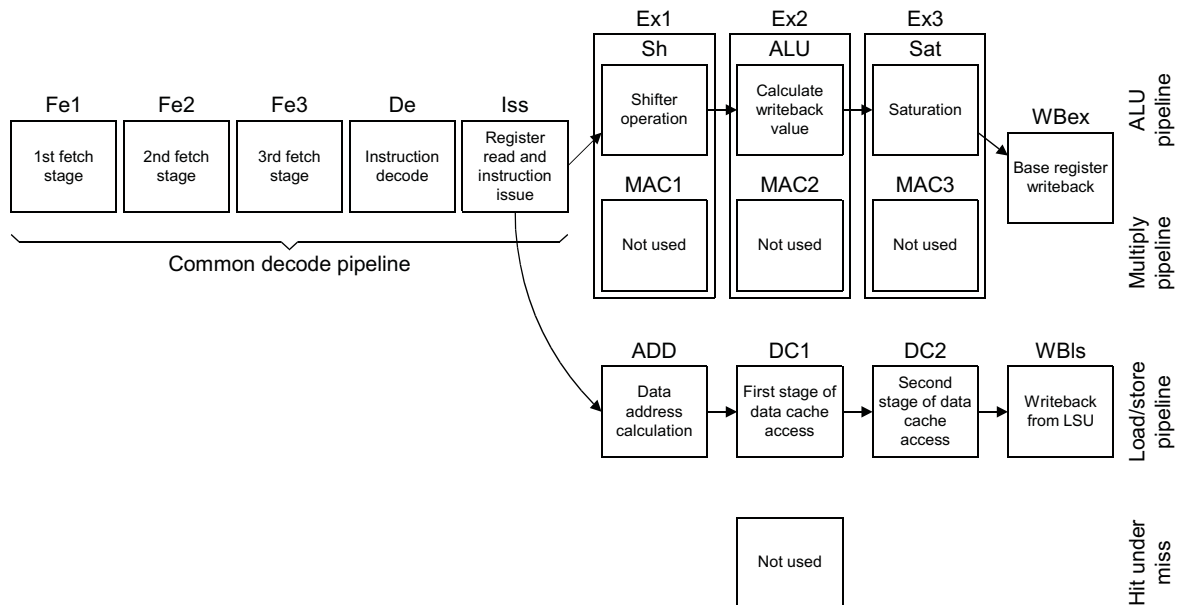 Ex1
Ex2
Ex3
Sh
ALU
Sat
Fe1
Fe2
Fe3
De
Iss
WBex
1st fetch
stage
2nd fetch
stage
3rd fetch
stage
Instruction
decode
Register
read and
instruction
issue
Shifter
operation
Calculate
writeback
value
Saturation
Base register
writeback
ALU
pipeline
MAC1
MAC2
MAC3
Not used
Not used
Not used
Multiply
pipeline
Common decode pipeline
ADD
DC1
DC2
WBls
Data
address
calculation
First stage of
data cache
access
Second
stage of data
cache
access
Writeback
from LSU
Load/store
pipeline
Not used
Hit under
miss